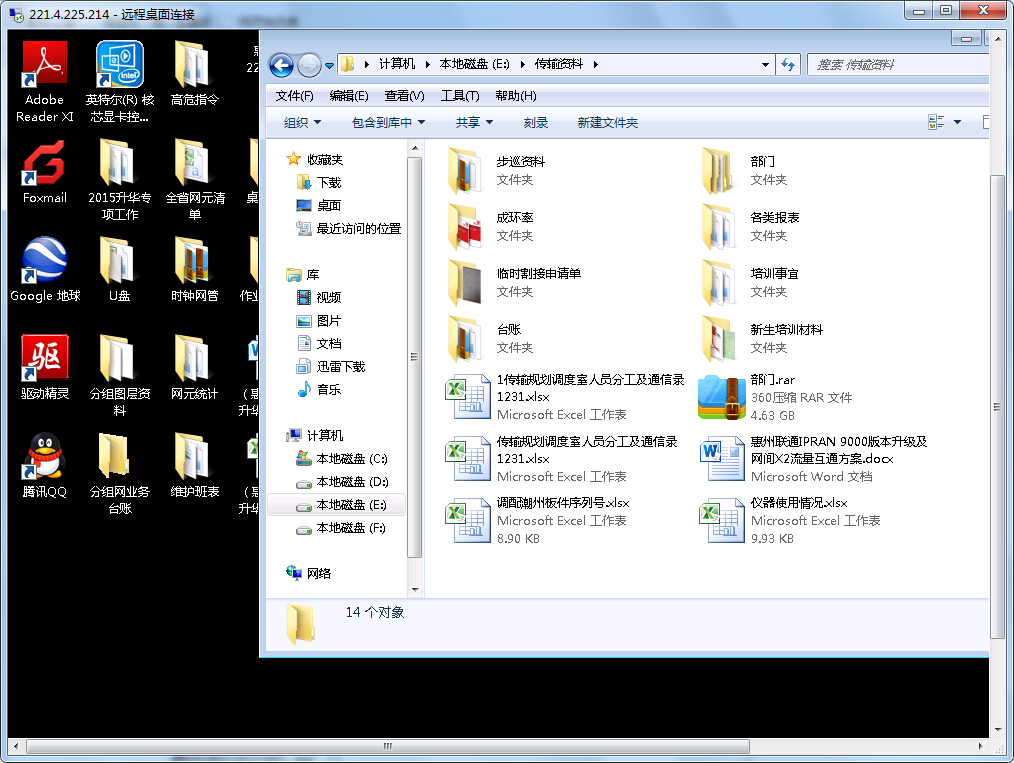 221.4.225.214 - 远程桌面连接
Adobe
Reader XI
英特尔(R) 核
芯显卡控...
高危指令
Foxmail
2015升华专
项工作
全省网元清
单
Google 地球
U盘
时钟网管
驱动精灵
分组图层资
料
网元统计
腾讯QQ
分组网业务
台账
维护班表
计算机
本地磁盘 (E:)
传输资料
搜索 传输资料
文件(F)
编辑(E)
查看(V)
工具(T)
帮助(H)
组织
包含到库中
共享
刻录
新建文件夹
收藏夹
下载
桌面
最近访问的位置
库
视频
图片
文档
迅雷下载
音乐
计算机
本地磁盘 (C:)
本地磁盘 (D:)
本地磁盘 (E:)
本地磁盘 (F:)
网络
步巡资料
文件夹
部门
文件夹
成环率
文件夹
各类报表
文件夹
临时割接申请单
文件夹
培训事宜
文件夹
台账
文件夹
新生培训材料
文件夹
1传输规划调度室人员分工及通信录
1231.xlsx
Microsoft Excel 工作表
部门.rar
360压缩 RAR 文件
4.63 GB
传输规划调度室人员分工及通信录
1231.xlsx
Microsoft Excel 工作表
惠州联通IPRAN 9000版本升级及
网间X2流量互通方案.docx
Microsoft Word 文档
调配潮州板件序列号.xlsx
Microsoft Excel 工作表
8.90 KB
仪器使用情况.xlsx
Microsoft Excel 工作表
9.93 KB
14 个对象